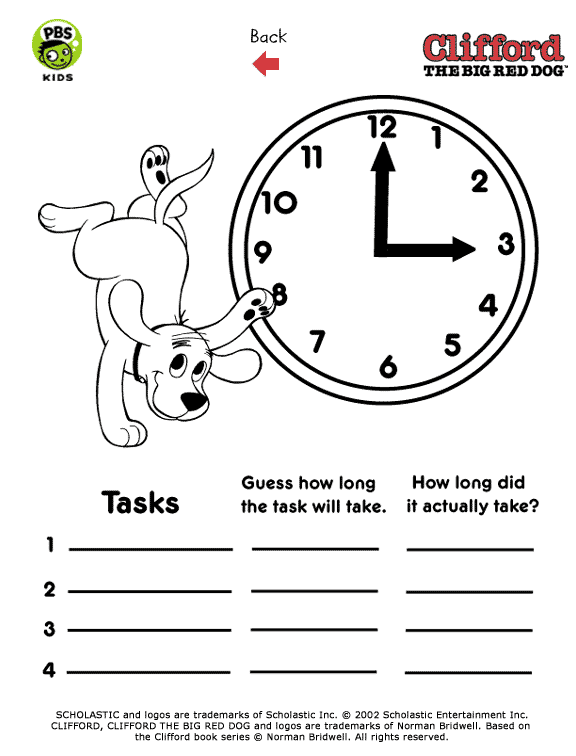 PBS
KIDS
Back
Clifford
THE BIG RED DOG™
12
1
2
3
4
5
6
7
8
9
10
11
Tasks
Guess how long
the task will take.
How long did
it actually take?
1
2
3
4
SCHOLASTIC and logos are trademarks of Scholastic Inc. © 2002 Scholastic Entertainment Inc.
CLIFFORD, CLIFFORD THE BIG RED DOG and logos are trademarks of Norman Bridwell. Based on
the Clifford book series © Norman Bridwell. All rights reserved.